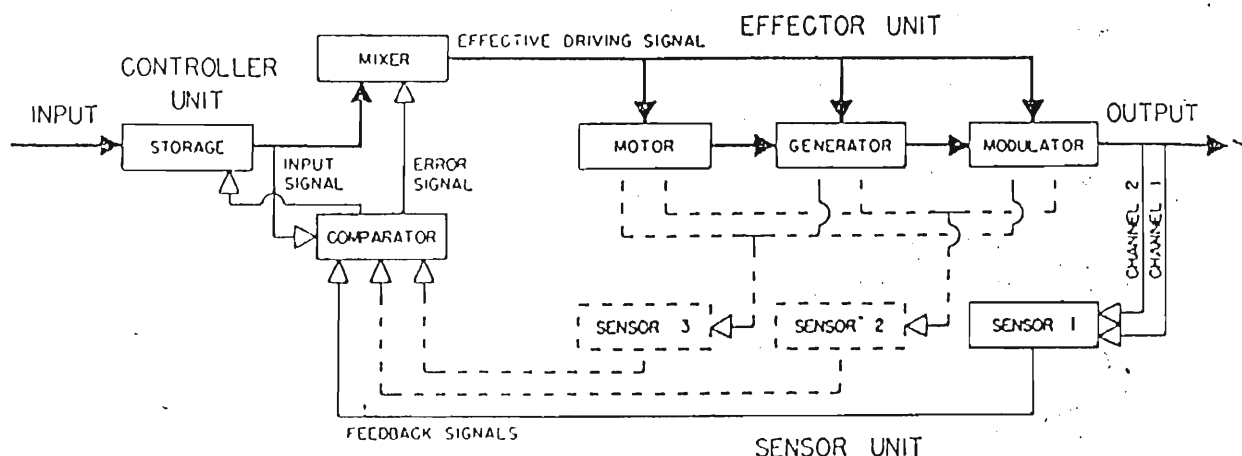 EFFECTOR UNIT
EFFECTIVE DRIVING SIGNAL
MIXER
CONTROLLER
UNIT
INPUT
OUTPUT
STORAGE
MOTOR
GENERATOR
MODULATOR
INPUT
SIGNAL
ERROR
SIGNAL
COMPARATOR
CHANNEL 2
CHANNEL 1
SENSOR 3
SENSOR 2
SENSOR 1
FEEDBACK SIGNALS
SENSOR UNIT